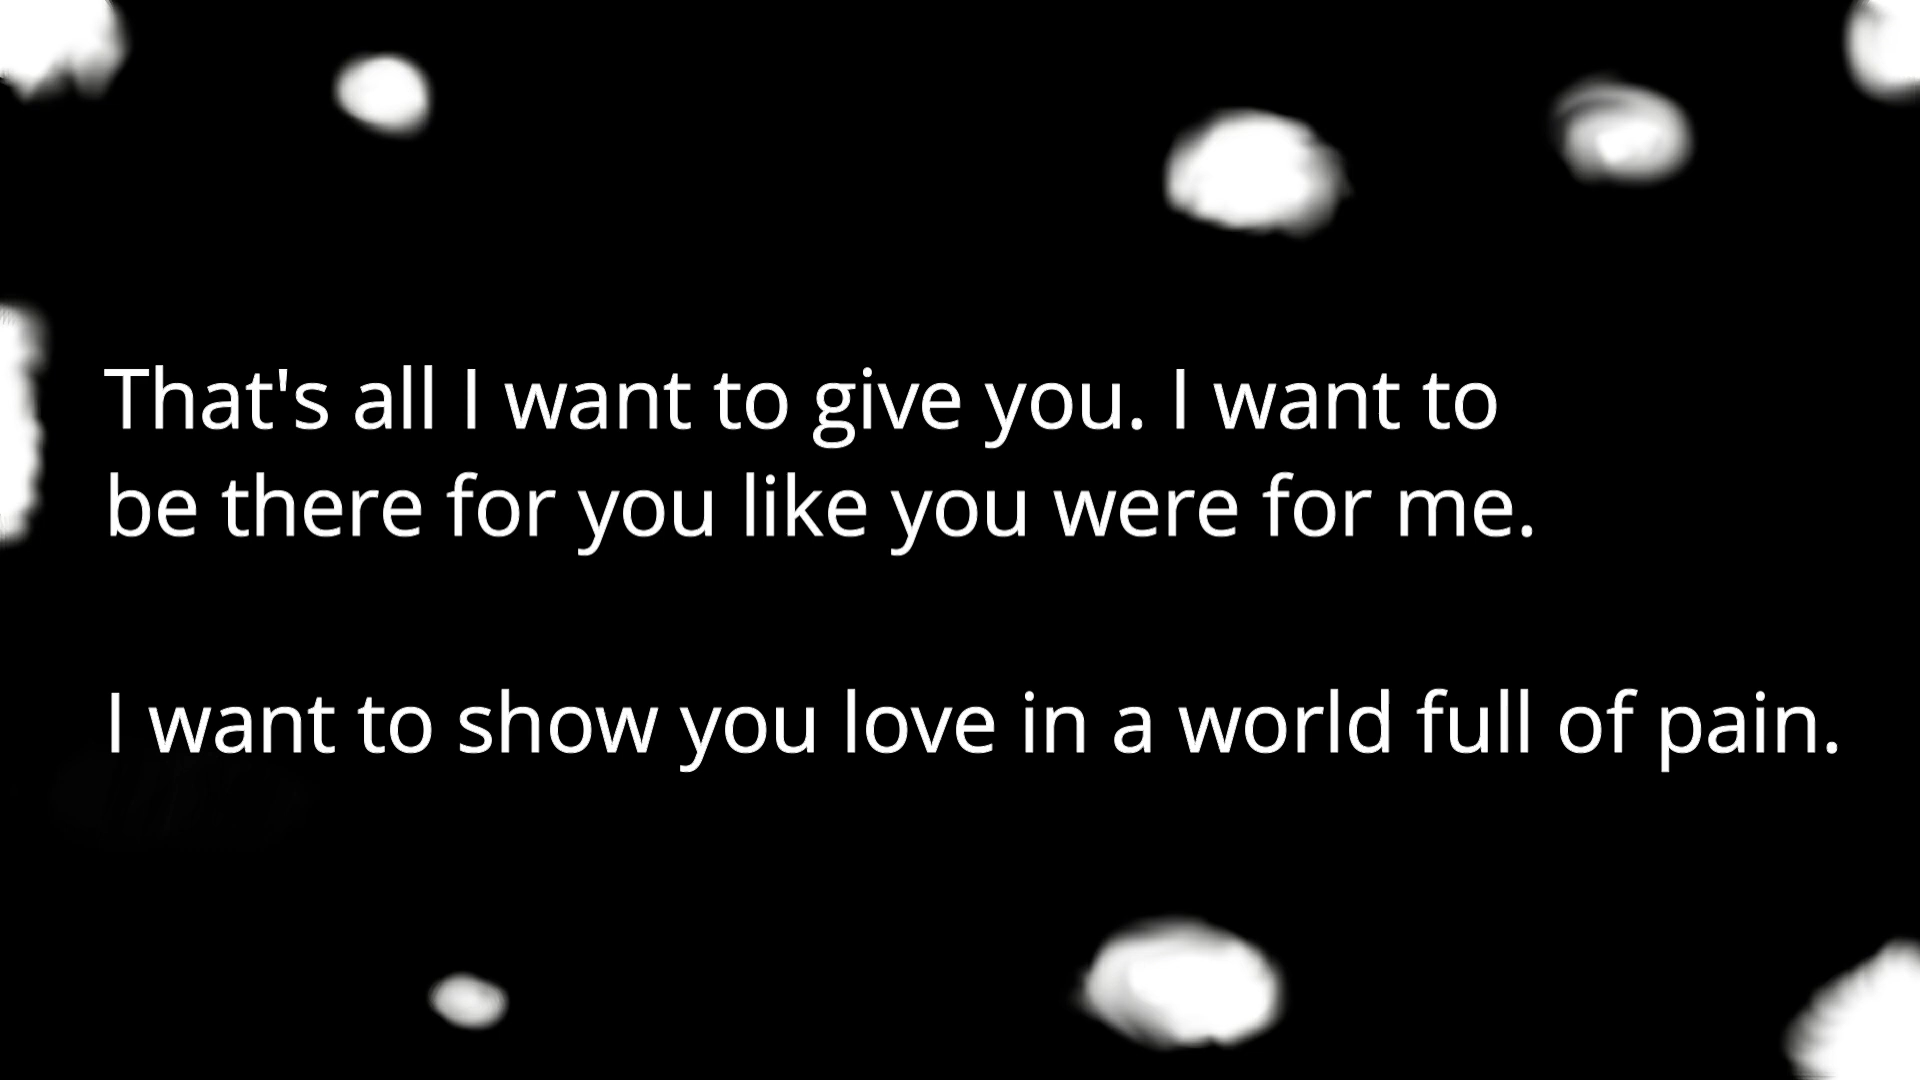 That's all I want to give you. I want to
be there for you like you were for me.
I want to show you love in a world full of pain.